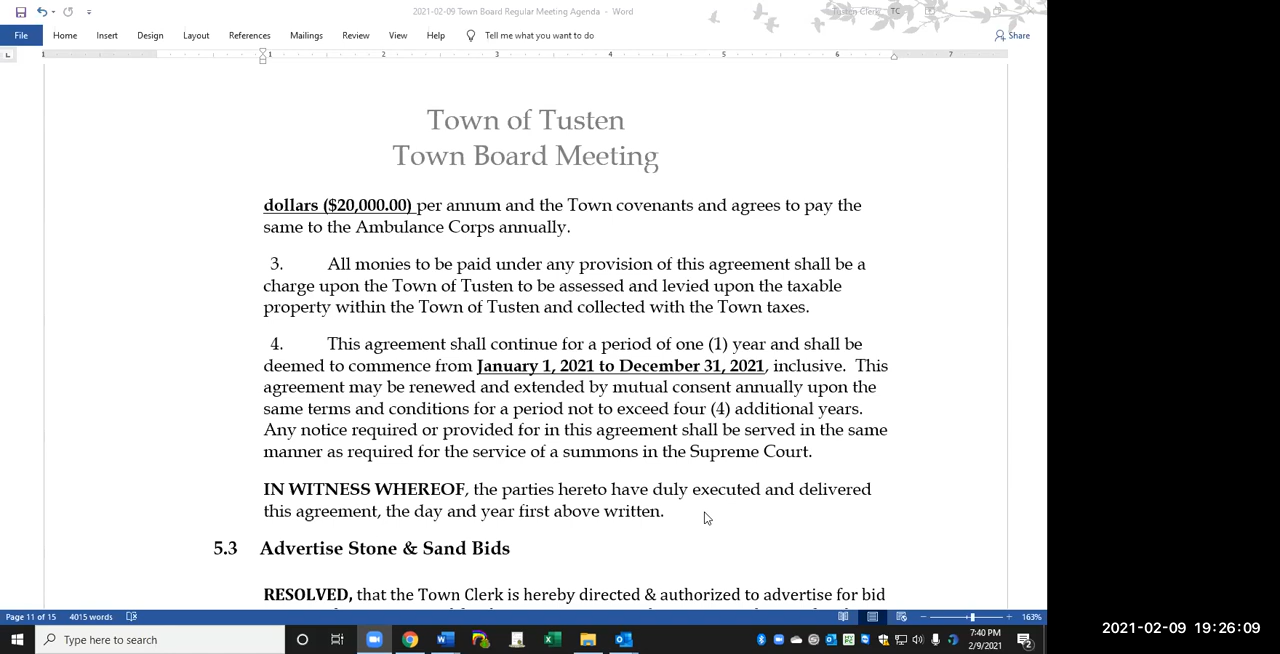 2021-02-09 Town Board Regular Meeting Agenda - Word
Tusten Clerk TC
File Home Insert Design Layout References Mailings Review View Help Tell me what you want to do Share
1 1 2 3 4 5 6 7
Town of Tusten
Town Board Meeting
dollars ($20,000.00) per annum and the Town covenants and agrees to pay the
same to the Ambulance Corps annually.
3. All monies to be paid under any provision of this agreement shall be a
charge upon the Town of Tusten to be assessed and levied upon the taxable
property within the Town of Tusten and collected with the Town taxes.
4. This agreement shall continue for a period of one (1) year and shall be
deemed to commence from January 1, 2021 to December 31, 2021, inclusive. This
agreement may be renewed and extended by mutual consent annually upon the
same terms and conditions for a period not to exceed four (4) additional years.
Any notice required or provided for in this agreement shall be served in the same
manner as required for the service of a summons in the Supreme Court.
IN WITNESS WHEREOF, the parties hereto have duly executed and delivered
this agreement, the day and year first above written.
5.3 Advertise Stone & Sand Bids
RESOLVED, that the Town Clerk is hereby directed & authorized to advertise for bid
Page 11 of 15 4015 words 163%
Type here to search
7:40 PM
2/9/2021
2
2021-02-09 19:26:09